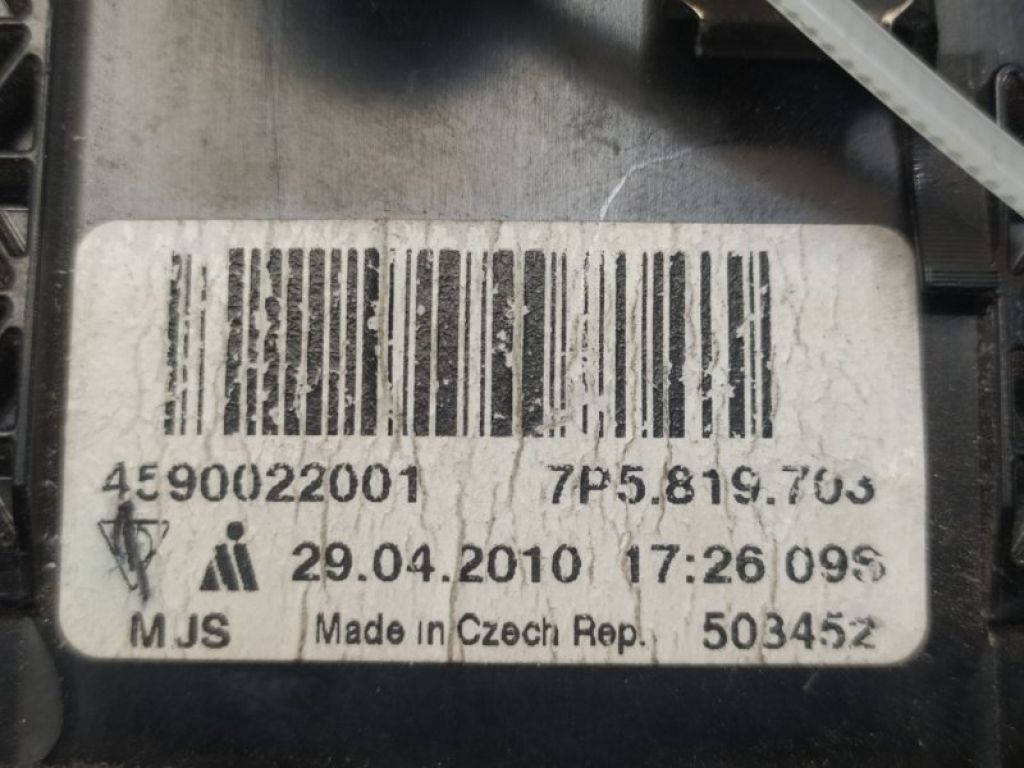 4590022001 7P5.819.703
29.04.2010 17:26 09S
MJS Made in Czech Rep. 503452